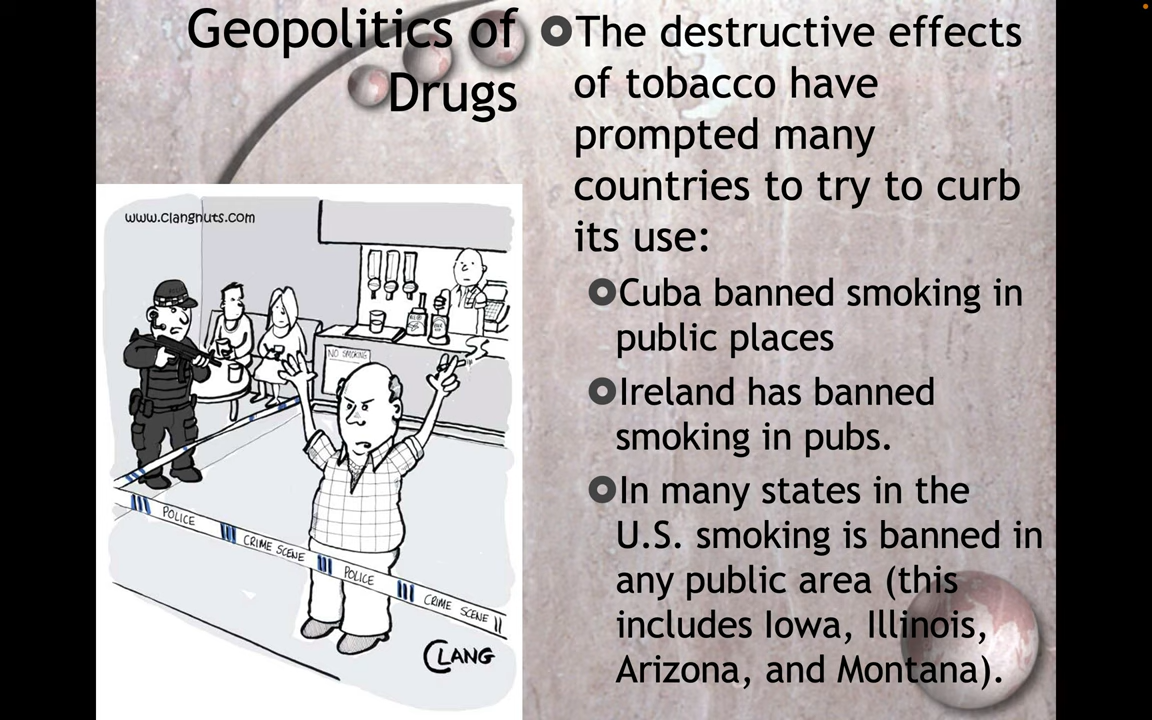 Geopolitics of
Drugs
www.clangnuts.com
NO SMOKING
POLICE
CRIME SCENE
POLICE
CRIME SCENE
CLANG
The destructive effects
of tobacco have
prompted many
countries to try to curb
its use:
Cuba banned smoking in
public places
Ireland has banned
smoking in pubs.
In many states in the
U.S. smoking is banned in
any public area (this
includes Iowa, Illinois,
Arizona, and Montana).